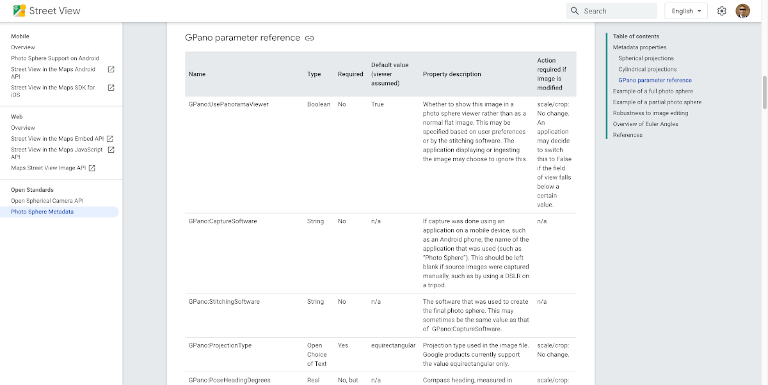 Street View
Search
English
Mobile
Overview
Photo Sphere Support on Android
Street View in the Maps Android
API
Street View in the Maps SDK for
iOS
Web
Overview
Street View in the Maps Embed API
Street View in the Maps JavaScript
API
Maps Street View Image API
Open Standards
Open Spherical Camera API
Photo Sphere Metadata
GPano parameter reference
Name
Type
Required
Default value
(viewer
assumed)
Property description
Action
required if
image is
modified
GPano:UsePanoramaViewer
Boolean
No
True
Whether to show this image in a
photo sphere viewer rather than as a
normal flat image. This may be
specified based on user preferences
or by the stitching software. The
application displaying or ingesting
the image may choose to ignore this.
scale/crop:
No change.
An
application
may decide
to switch
this to False
if the field
of view falls
below a
certain
value.
GPano:CaptureSoftware
String
No
n/a
If capture was done using an
application on a mobile device, such
as an Android phone, the name of the
application that was used (such as
"Photo Sphere"). This should be left
blank if source images were captured
manually, such as by using a DSLR on
a tripod.
n/a
GPano:StitchingSoftware
String
No
n/a
The software that was used to create
the final photo sphere. This may
sometimes be the same value as that
of GPano:CaptureSoftware.
n/a
GPano:ProjectionType
Open
Choice
of Text
Yes
equirectangular
Projection type used in the image file.
Google products currently support
the value equirectangular only.
scale/crop:
No change.
GPano:PoseHeadingDegrees
Real
No, but
n/a
Compass heading, measured in
scale/crop:
Table of contents
Metadata properties
Spherical projections
Cylindrical projections
GPano parameter reference
Example of a full photo sphere
Example of a partial photo sphere
Robustness to image editing
Overview of Euler Angles
References